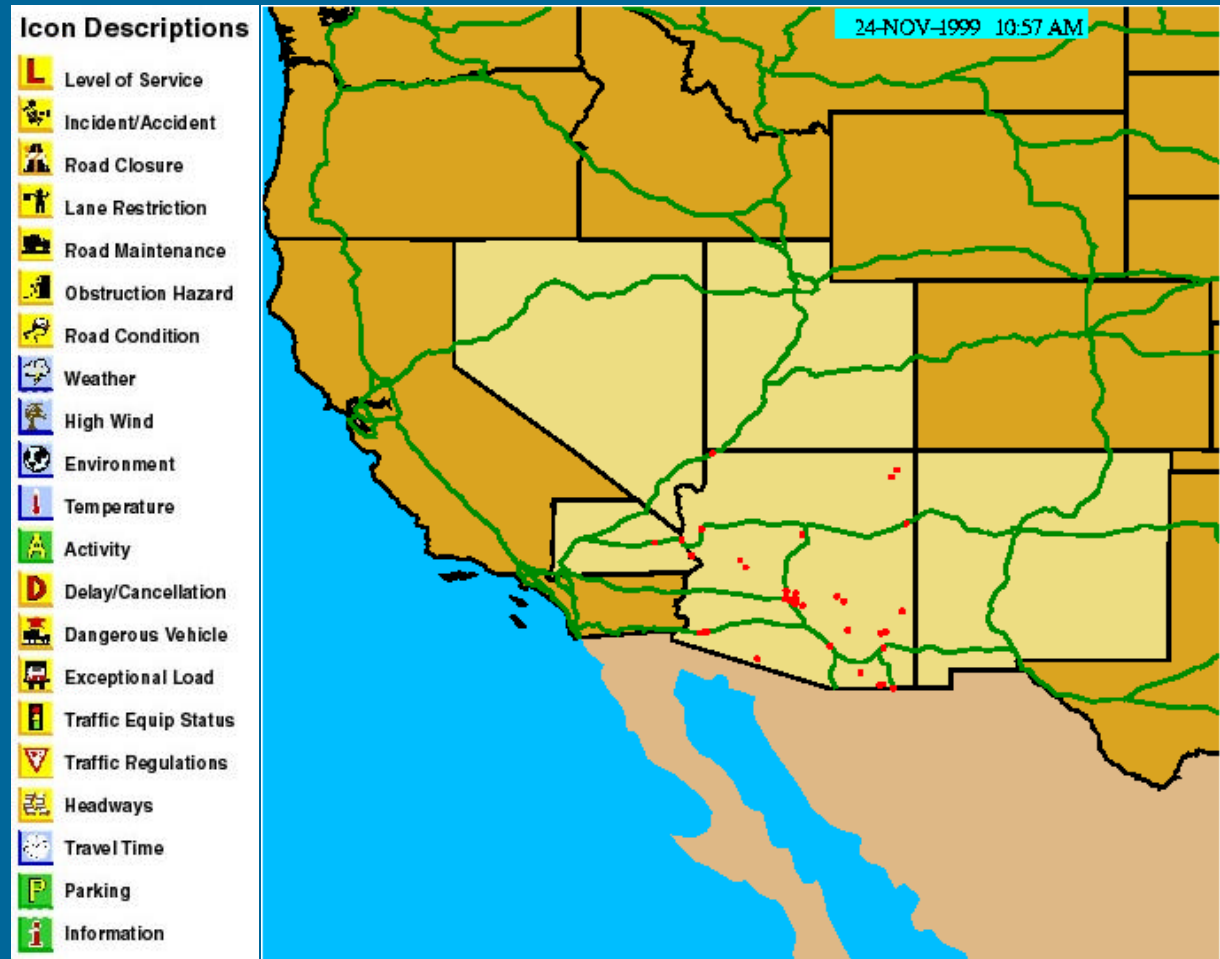 Icon Descriptions
Level of Service
Incident/Accident
Road Closure
Lane Restriction
Road Maintenance
Obstruction Hazard
Road Condition
Weather
High Wind
Environment
Temperature
Activity
Delay/Cancellation
Dangerous Vehicle
Exceptional Load
Traffic Equip Status
Traffic Regulations
Headways
Travel Time
Parking
Information
L
A
D
P
i
24-NOV-1999 10:57 AM